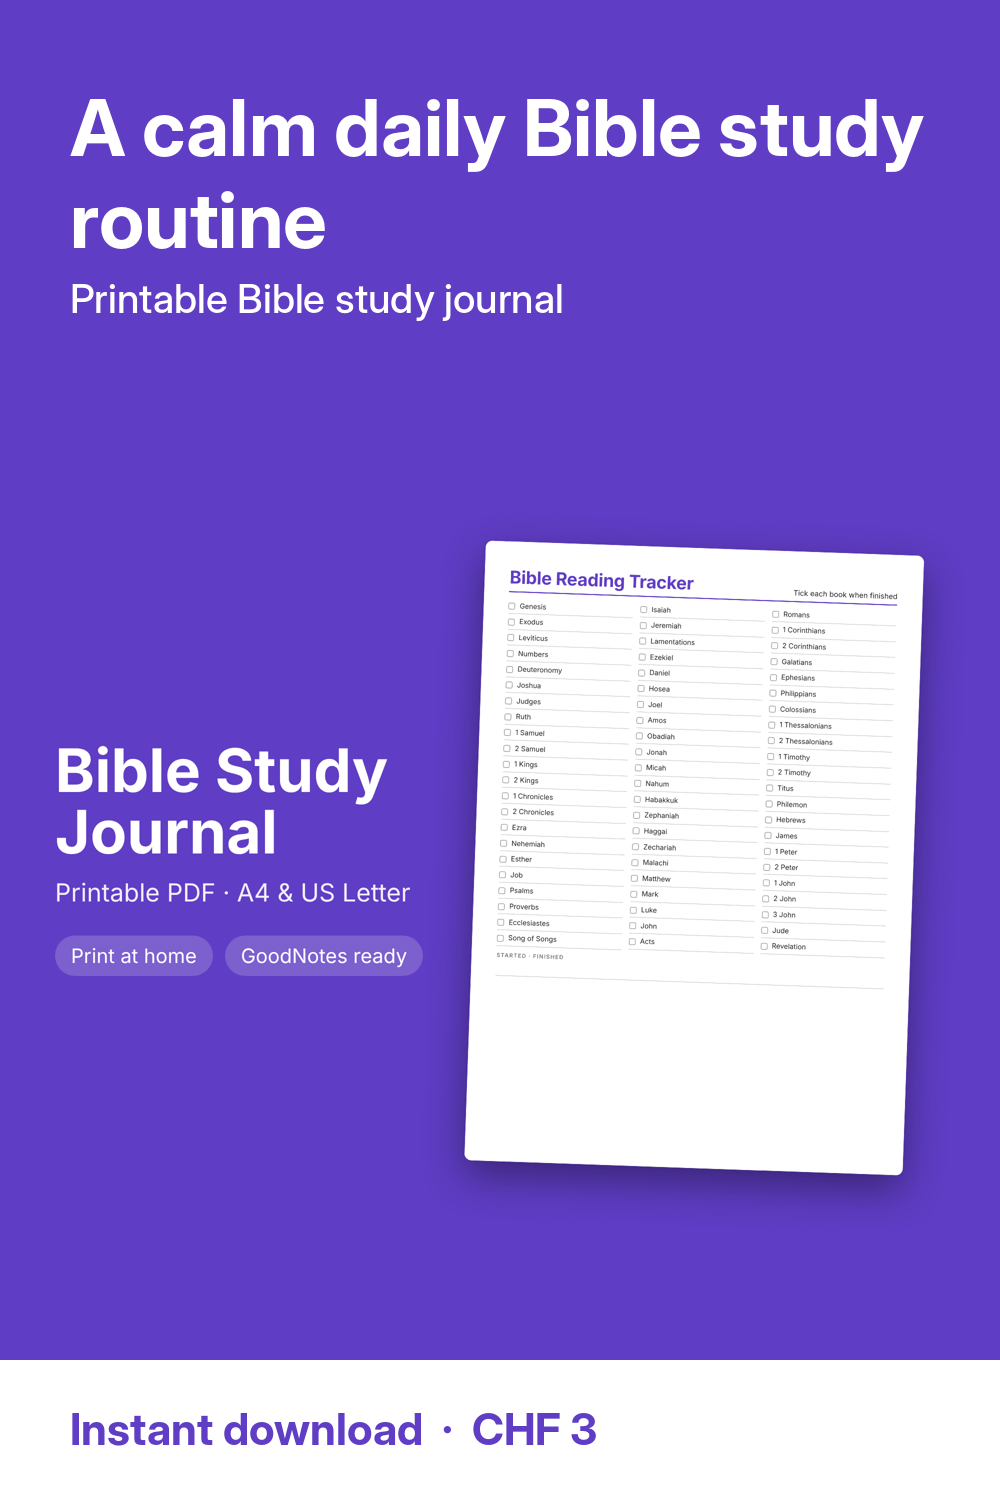 A calm daily Bible study
routine
Printable Bible study journal
Bible Study
Journal
Printable PDF · A4 & US Letter
Print at home
GoodNotes ready
Bible Reading Tracker
Tick each book when finished
Genesis
Exodus
Leviticus
Numbers
Deuteronomy
Joshua
Judges
Ruth
1 Samuel
2 Samuel
1 Kings
2 Kings
1 Chronicles
2 Chronicles
Ezra
Nehemiah
Esther
Job
Psalms
Proverbs
Ecclesiastes
Song of Songs
Isaiah
Jeremiah
Lamentations
Ezekiel
Daniel
Hosea
Joel
Amos
Obadiah
Jonah
Micah
Nahum
Habakkuk
Zephaniah
Haggai
Zechariah
Malachi
Matthew
Mark
Luke
John
Acts
Romans
1 Corinthians
2 Corinthians
Galatians
Ephesians
Philippians
Colossians
1 Thessalonians
2 Thessalonians
1 Timothy
2 Timothy
Titus
Philemon
Hebrews
James
1 Peter
2 Peter
1 John
2 John
3 John
Jude
Revelation
STARTED · FINISHED
Instant download · CHF 3